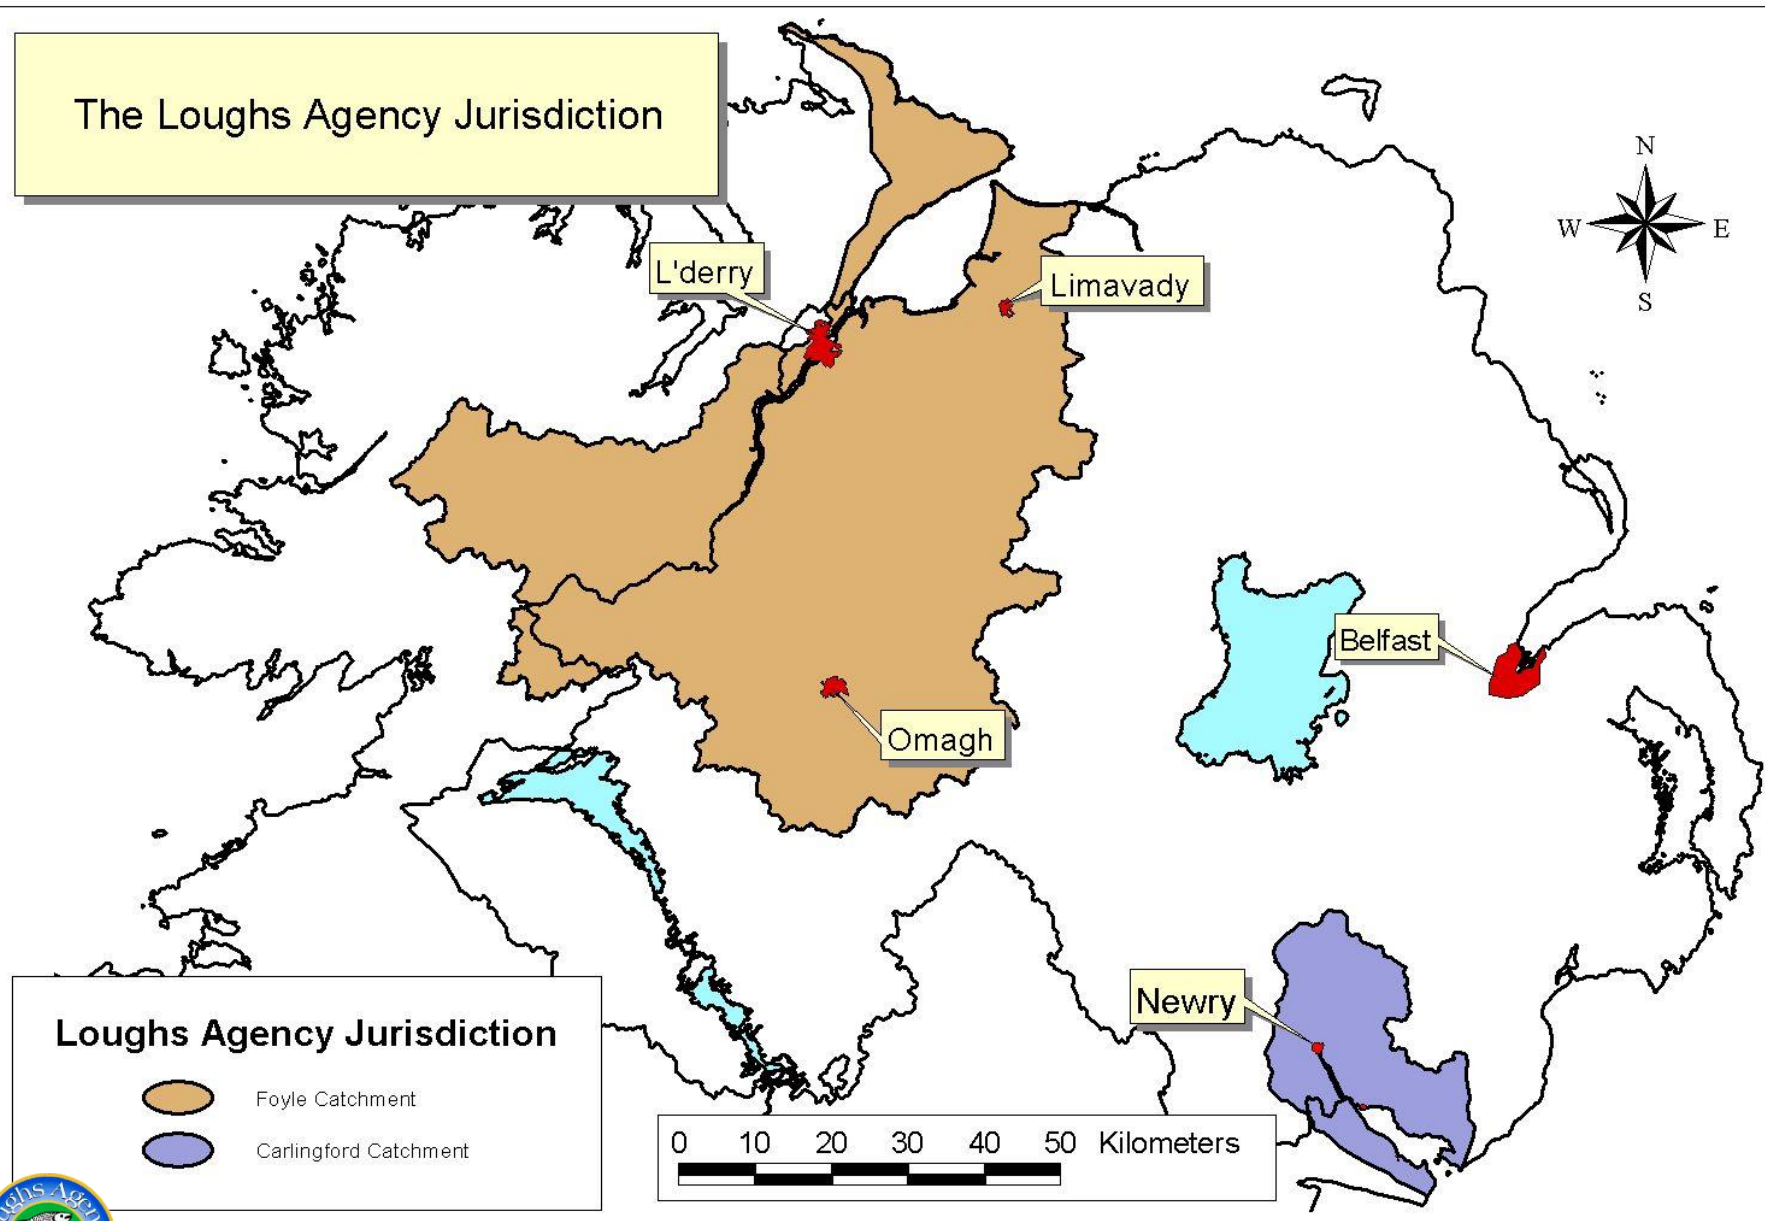 The Loughs Agency Jurisdiction
N
W
E
S
L'derry
Limavady
Belfast
Omagh
Newry
Loughs Agency Jurisdiction
Foyle Catchment
Carlingford Catchment
0 10 20 30 40 50 Kilometers